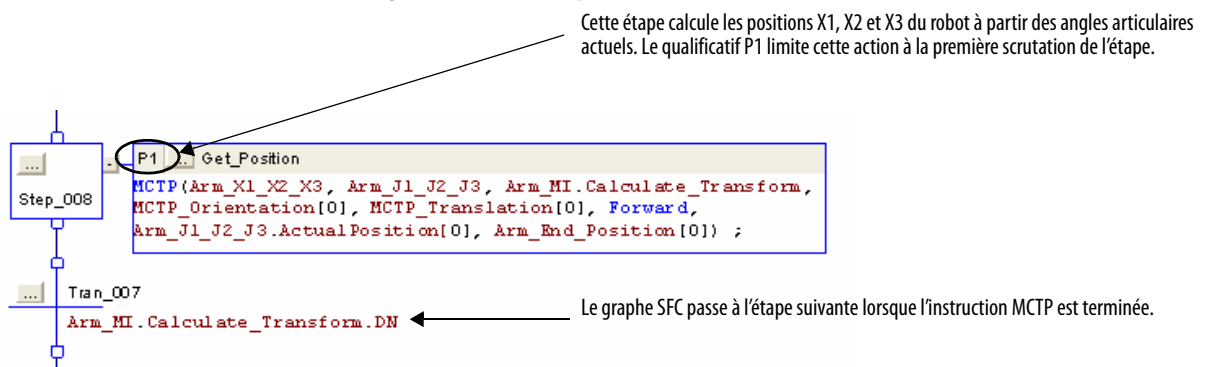 Cette étape calcule les positions X1, X2 et X3 du robot à partir des angles articulaires
actuels. Le qualificatif P1 limite cette action à la première scrutation de l'étape.
... P1 ... Get_Position
Step_008
MCTP(Arm_X1_X2_X3, Arm_J1_J2_J3, Arm_MI.Calculate_Transform,
MCTP_Orientation[0], MCTP_Translation[0], Forward,
Arm_J1_J2_J3.ActualPosition[0], Arm_End_Position[0]) ;
... Tran_007
Arm_MI.Calculate_Transform.DN
Le graphe SFC passe à l'étape suivante lorsque l'instruction MCTP est terminée.